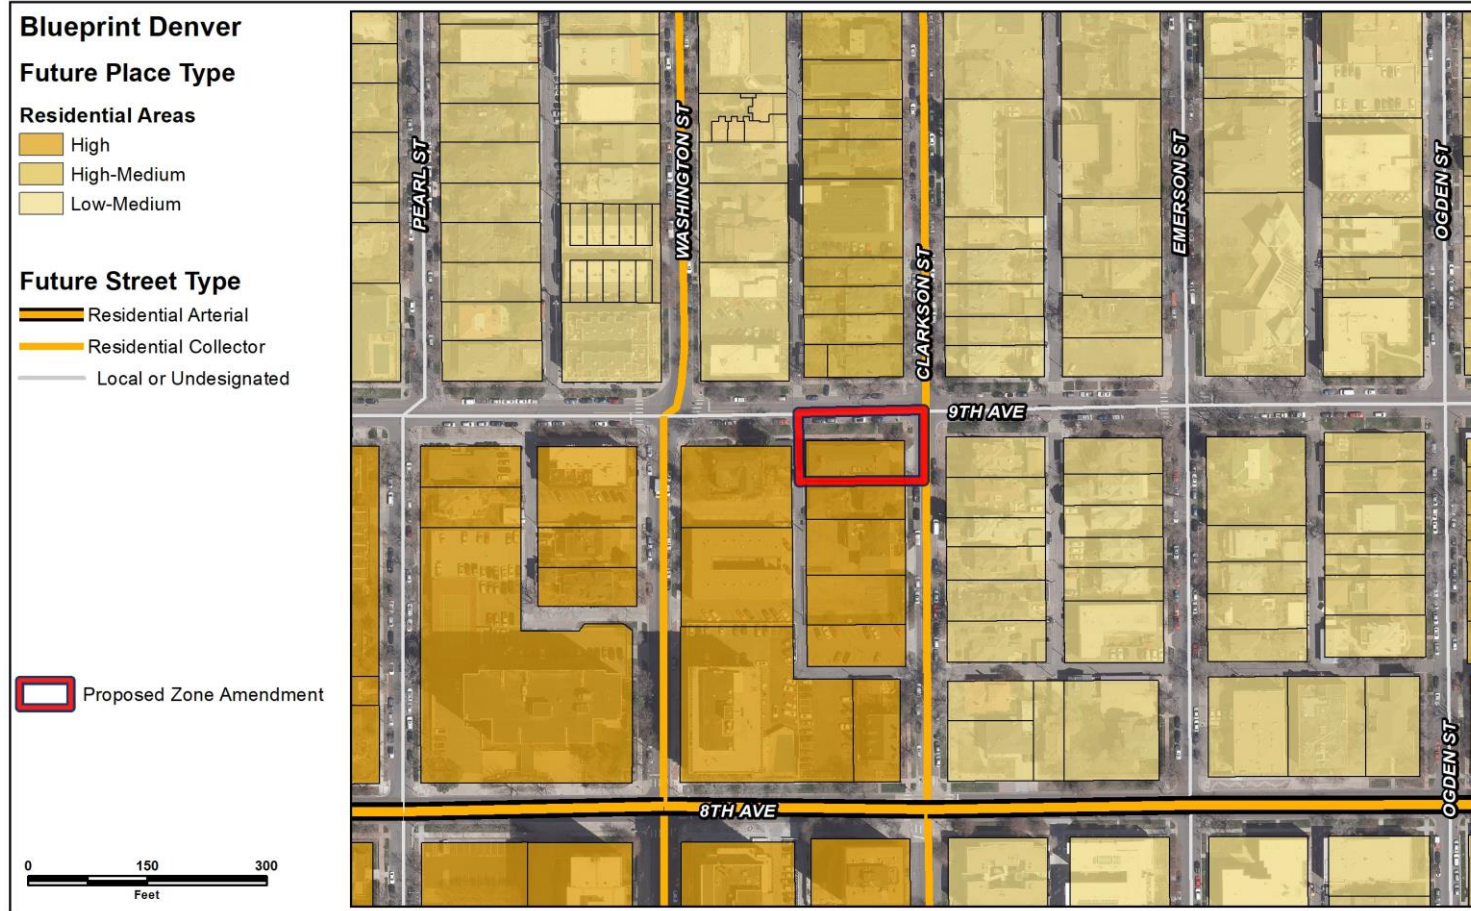 Blueprint Denver
Future Place Type
Residential Areas
High
High-Medium
Low-Medium
Future Street Type
Residential Arterial
Residential Collector
Local or Undesignated
Proposed Zone Amendment
0 150 300
Feet
PEARL ST
WASHINGTON ST
CLARKSON ST
EMERSON ST
OGDEN ST
9TH AVE
OGDEN ST
8TH AVE